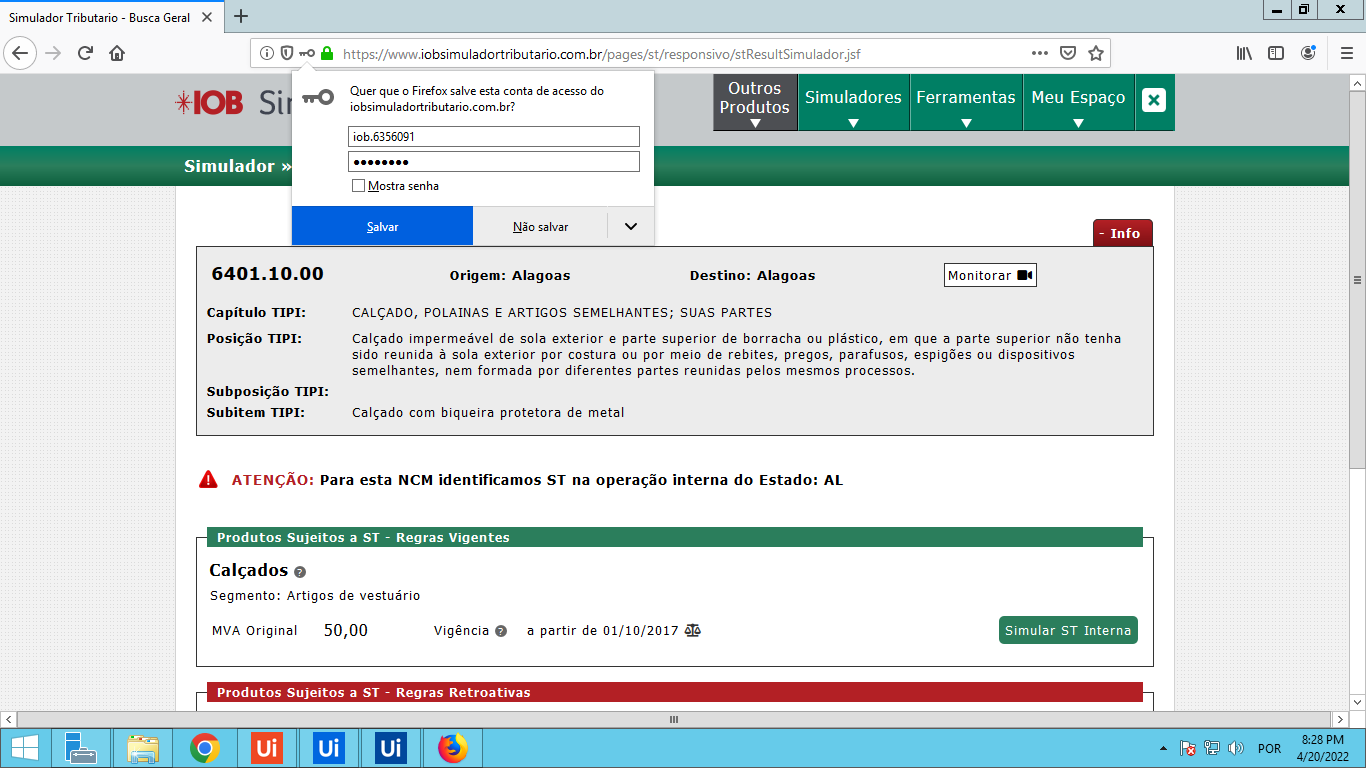 Simulador Tributario - Busca Geral
https://www.iobsimuladortributario.com.br/pages/st/responsivo/stResultSimulador.jsf
Quer que o Firefox salve esta conta de acesso do
iobsimuladortributario.com.br?
iob.6356091
●●●●●●●●
Mostra senha
Salvar
Não salvar
IOB Sim
Outros
Produtos
Simuladores
Ferramentas
Meu Espaço
Simulador »
- Info
6401.10.00
Origem: Alagoas
Destino: Alagoas
Monitorar
Capítulo TIPI: CALÇADO, POLAINAS E ARTIGOS SEMELHANTES; SUAS PARTES
Posição TIPI: Calçado impermeável de sola exterior e parte superior de borracha ou plástico, em que a parte superior não tenha
sido reunida à sola exterior por costura ou por meio de rebites, pregos, parafusos, espigões ou dispositivos
semelhantes, nem formada por diferentes partes reunidas pelos mesmos processos.
Subposição TIPI:
Subitem TIPI: Calçado com biqueira protetora de metal
ATENÇÃO: Para esta NCM identificamos ST na operação interna do Estado: AL
Produtos Sujeitos a ST - Regras Vigentes
Calçados ?
Segmento: Artigos de vestuário
MVA Original 50,00 Vigência ? a partir de 01/10/2017
Simular ST Interna
Produtos Sujeitos a ST - Regras Retroativas
Ui
Ui
Ui
POR
8:28 PM
4/20/2022